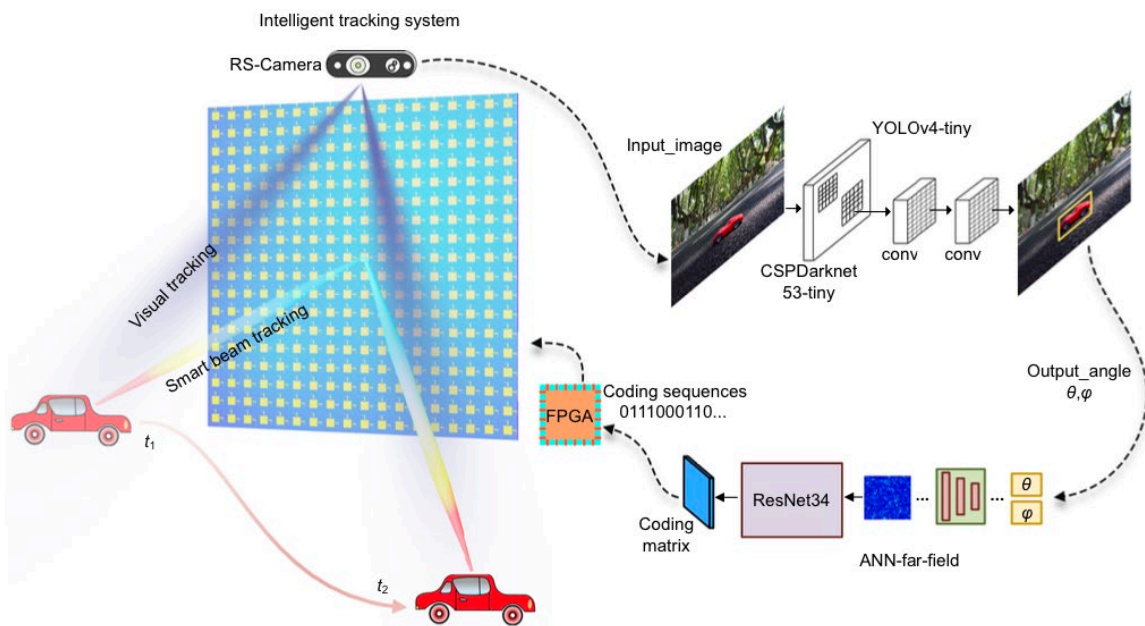 Intelligent tracking system
RS-Camera
Visual tracking
Smart beam tracking
t1
t2
Input_image
YOLOv4-tiny
CSPDarknet
53-tiny
conv
conv
Output_angle
θ,φ
Coding sequences
0111000110...
FPGA
Coding
matrix
ResNet34
...
...
θ
φ
ANN-far-field